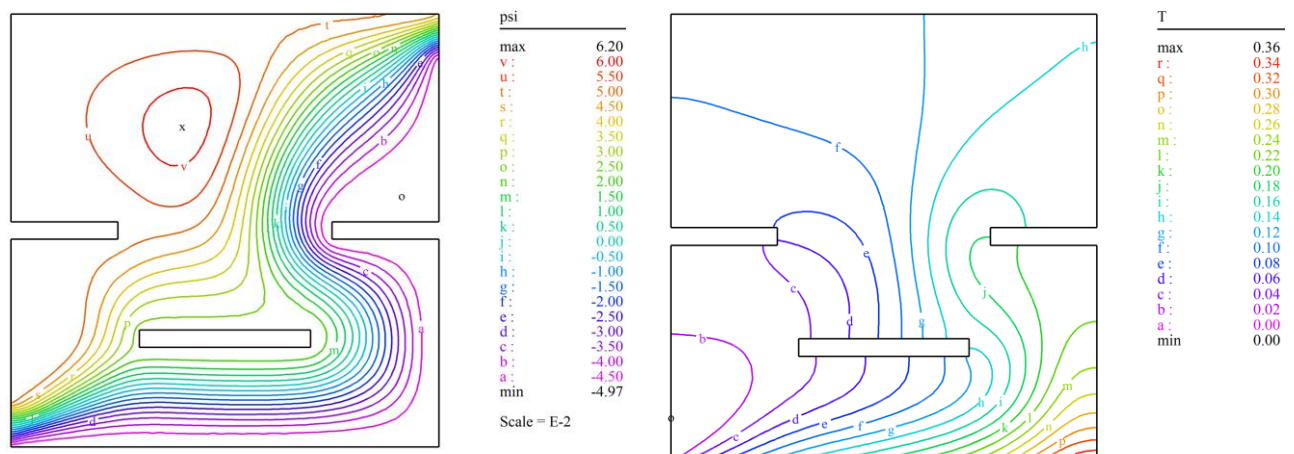 psi
max 6.20
v : 6.00
u : 5.50
t : 5.00
s : 4.50
r : 4.00
q : 3.50
p : 3.00
o : 2.50
n : 2.00
m : 1.50
l : 1.00
k : 0.50
j : 0.00
i : -0.50
h : -1.00
g : -1.50
f : -2.00
e : -2.50
d : -3.00
c : -3.50
b : -4.00
a : -4.50
min -4.97
Scale = E-2
t
q o n
e
i h
b
u
x
v
f
g
o
k
c
p
a
m
r
s
d
T
max 0.36
r : 0.34
q : 0.32
p : 0.30
o : 0.28
n : 0.26
m : 0.24
l : 0.22
k : 0.20
j : 0.18
i : 0.16
h : 0.14
g : 0.12
f : 0.10
e : 0.08
d : 0.06
c : 0.04
b : 0.02
a : 0.00
min 0.00
h
f
e
c
j
d
g
b
m
h
i
o
l
c d e f g
k
n
p